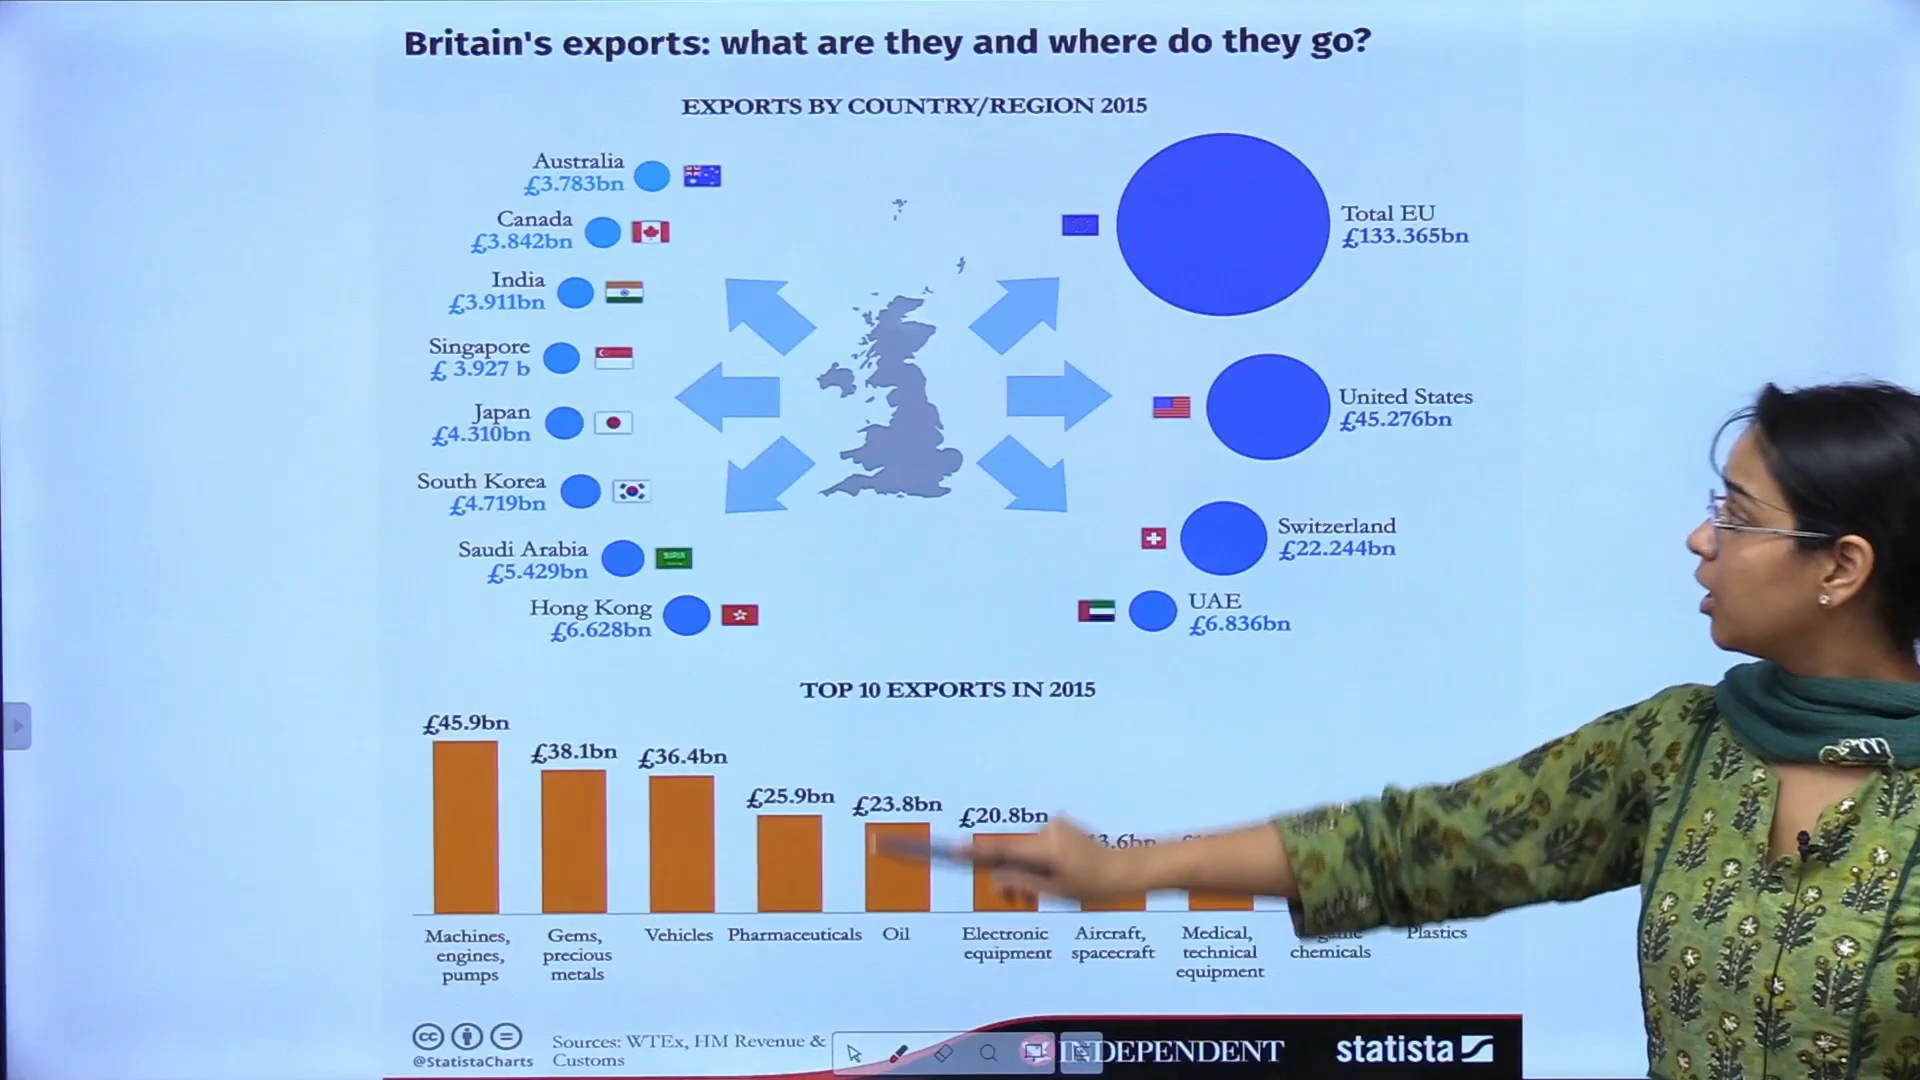 Britain's exports: what are they and where do they go?
EXPORTS BY COUNTRY/REGION 2015
Australia
£3.783bn
Canada
£3.842bn
India
£3.911bn
Singapore
£ 3.927 b
Japan
£4.310bn
South Korea
£4.719bn
Saudi Arabia
£5.429bn
Hong Kong
£6.628bn
Total EU
£133.365bn
United States
£45.276bn
Switzerland
£22.244bn
UAE
£6.836bn
TOP 10 EXPORTS IN 2015
£45.9bn
£38.1bn
£36.4bn
£25.9bn
£23.8bn
£20.8bn
3.6bn
Machines,
engines,
pumps
Gems,
precious
metals
Vehicles
Pharmaceuticals
Oil
Electronic
equipment
Aircraft,
spacecraft
Medical,
technical
equipment
chemicals
Plastics
cc
@StatistaCharts
Sources: WTEx, HM Revenue &
Customs
INDEPENDENT
statista